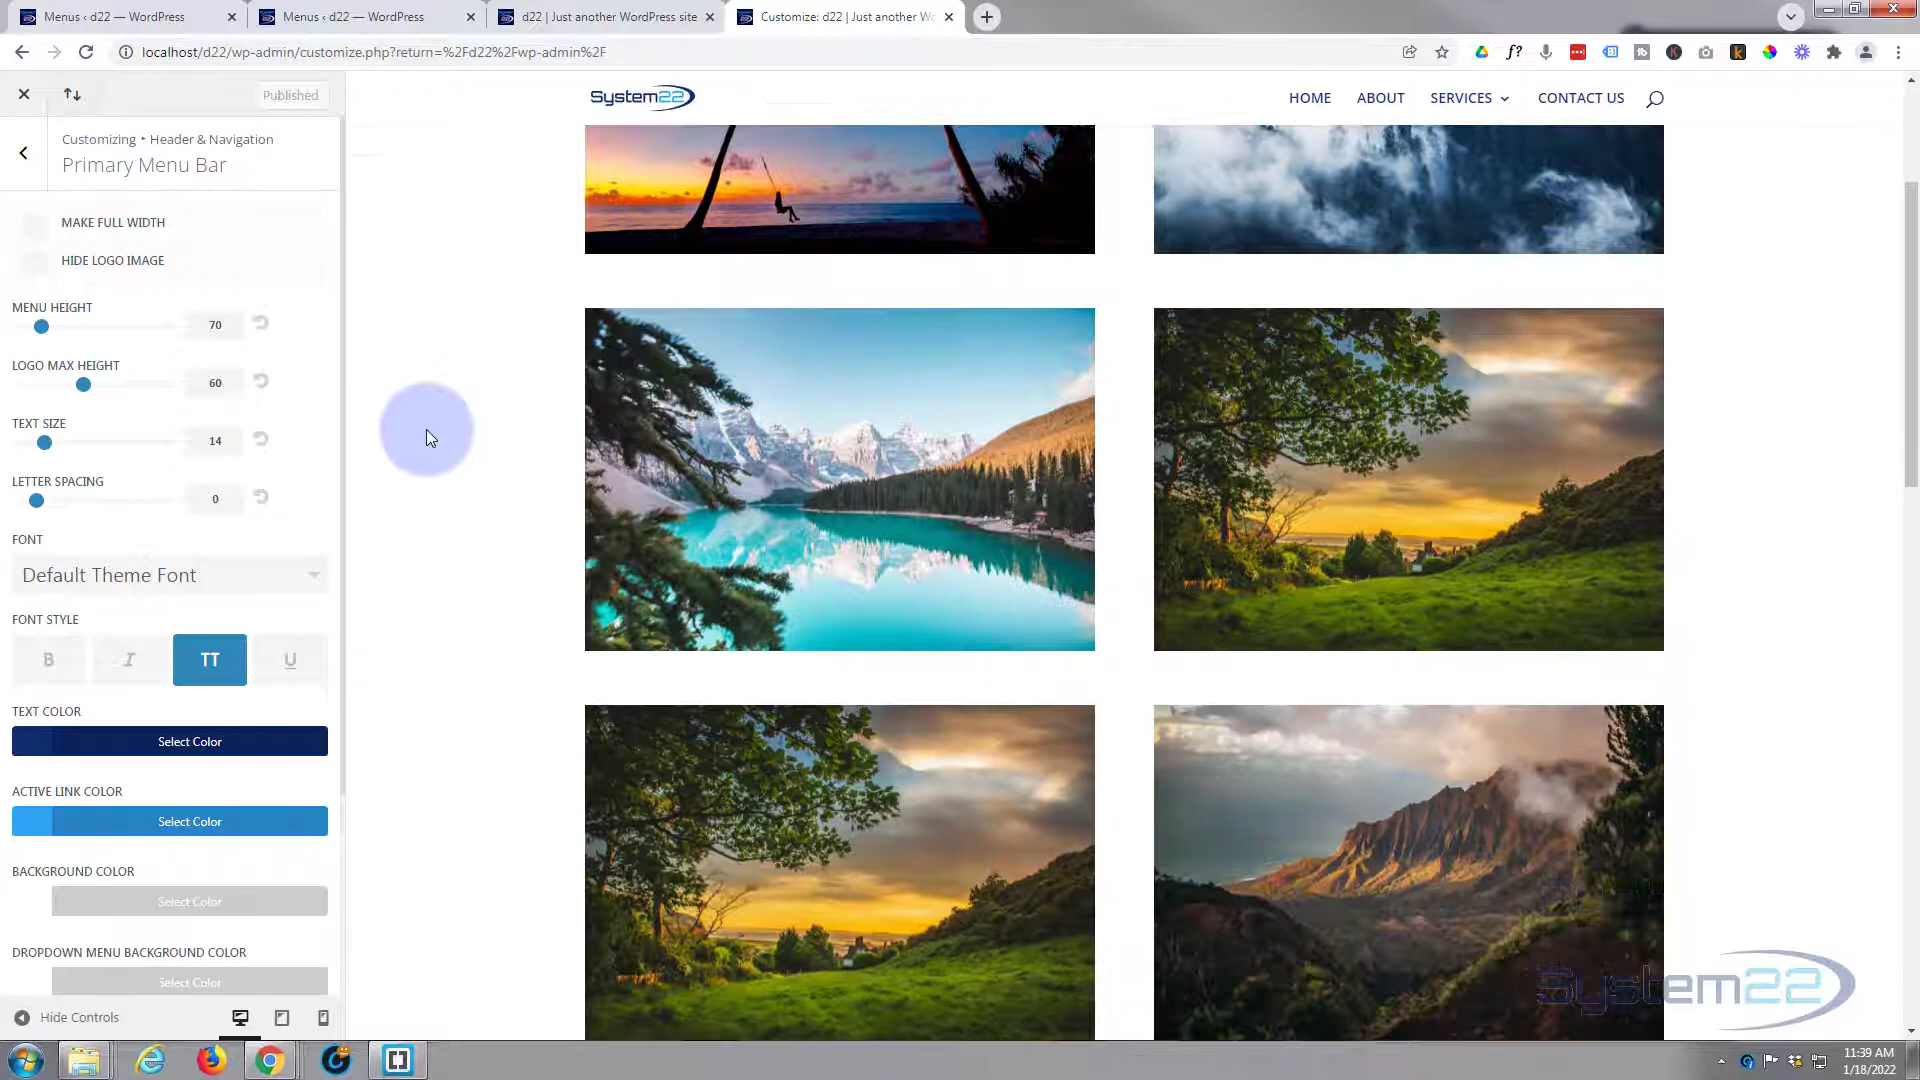 Menus ‹ d22 — WordPress
Menus ‹ d22 — WordPress
d22 | Just another WordPress site
Customize: d22 | Just another Wo
localhost/d22/wp-admin/customize.php?return=%2Fd22%2Fwp-admin%2F
f?
Published
System22
HOME
ABOUT
SERVICES
CONTACT US
Customizing ‣ Header & Navigation
Primary Menu Bar
MAKE FULL WIDTH
HIDE LOGO IMAGE
MENU HEIGHT
70
LOGO MAX HEIGHT
60
TEXT SIZE
14
LETTER SPACING
0
FONT
Default Theme Font
FONT STYLE
B
I
TT
U
TEXT COLOR
Select Color
ACTIVE LINK COLOR
Select Color
BACKGROUND COLOR
Select Color
DROPDOWN MENU BACKGROUND COLOR
Select Color
Hide Controls
System22
11:39 AM
1/18/2022